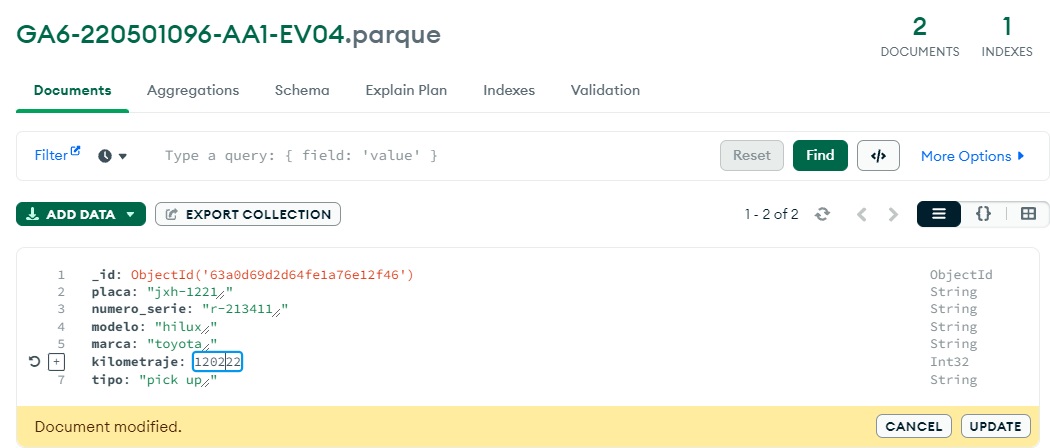 GA6-220501096-AA1-EV04.parque
2
DOCUMENTS
1
INDEXES
Documents Aggregations Schema Explain Plan Indexes Validation
Filter Type a query: { field: 'value' } Reset Find </> More Options
ADD DATA EXPORT COLLECTION 1 - 2 of 2 {}
1 _id: ObjectId('63a0d69d2d64fe1a76e12f46') ObjectId
2 placa: "jxh-1221" String
3 numero_serie: "r-213411" String
4 modelo: "hilux" String
5 marca: "toyota" String
+ kilometraje: 120222 Int32
7 tipo: "pick up" String
Document modified. CANCEL UPDATE